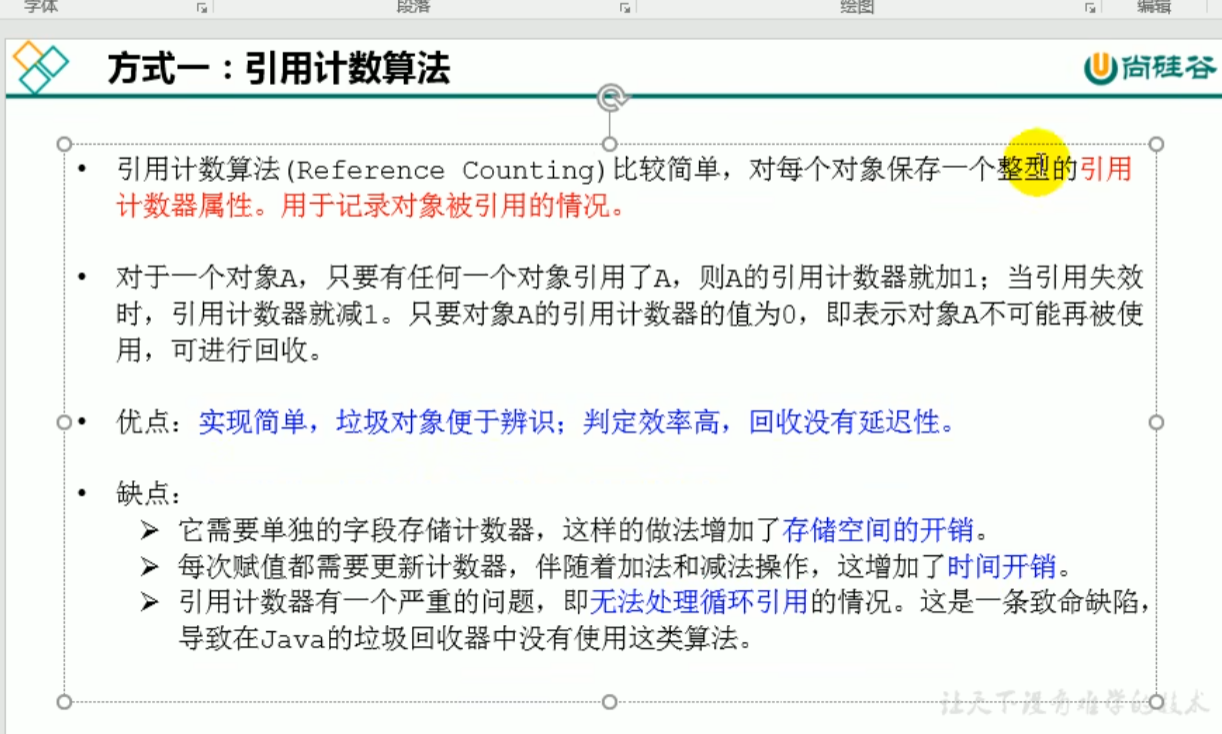 字体 段落 绘图 编辑
方式一：引用计数算法
尚硅谷
• 引用计数算法(Reference Counting)比较简单，对每个对象保存一个整型的引用
计数器属性。用于记录对象被引用的情况。
• 对于一个对象A，只要有任何一个对象引用了A，则A的引用计数器就加1；当引用失效
时，引用计数器就减1。只要对象A的引用计数器的值为0，即表示对象A不可能再被使
用，可进行回收。
• 优点：实现简单，垃圾对象便于辨识；判定效率高，回收没有延迟性。
• 缺点：
➢ 它需要单独的字段存储计数器，这样的做法增加了存储空间的开销。
➢ 每次赋值都需要更新计数器，伴随着加法和减法操作，这增加了时间开销。
➢ 引用计数器有一个严重的问题，即无法处理循环引用的情况。这是一条致命缺陷，
导致在Java的垃圾回收器中没有使用这类算法。
让天下没有难学的技术